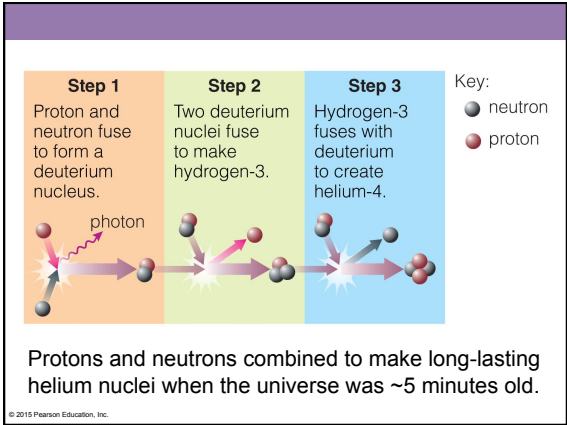 Step 1
Proton and
neutron fuse
to form a
deuterium
nucleus.
photon
Step 2
Two deuterium
nuclei fuse
to make
hydrogen-3.
Step 3
Hydrogen-3
fuses with
deuterium
to create
helium-4.
Key:
neutron
proton
Protons and neutrons combined to make long-lasting
helium nuclei when the universe was ~5 minutes old.
© 2015 Pearson Education, Inc.